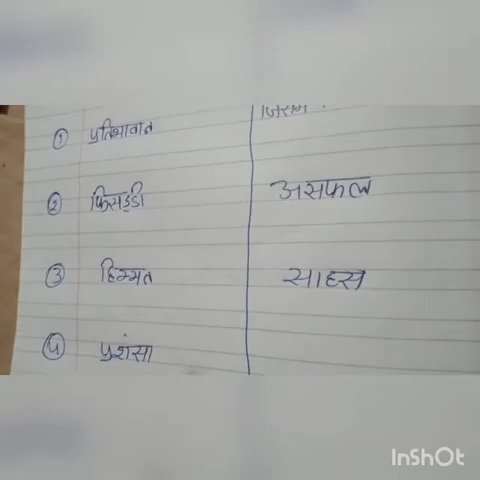 ① प्रतिभावान
② फिसड्डी असफल
③ हिम्मत साहस
④ प्रशंसा
InShOt